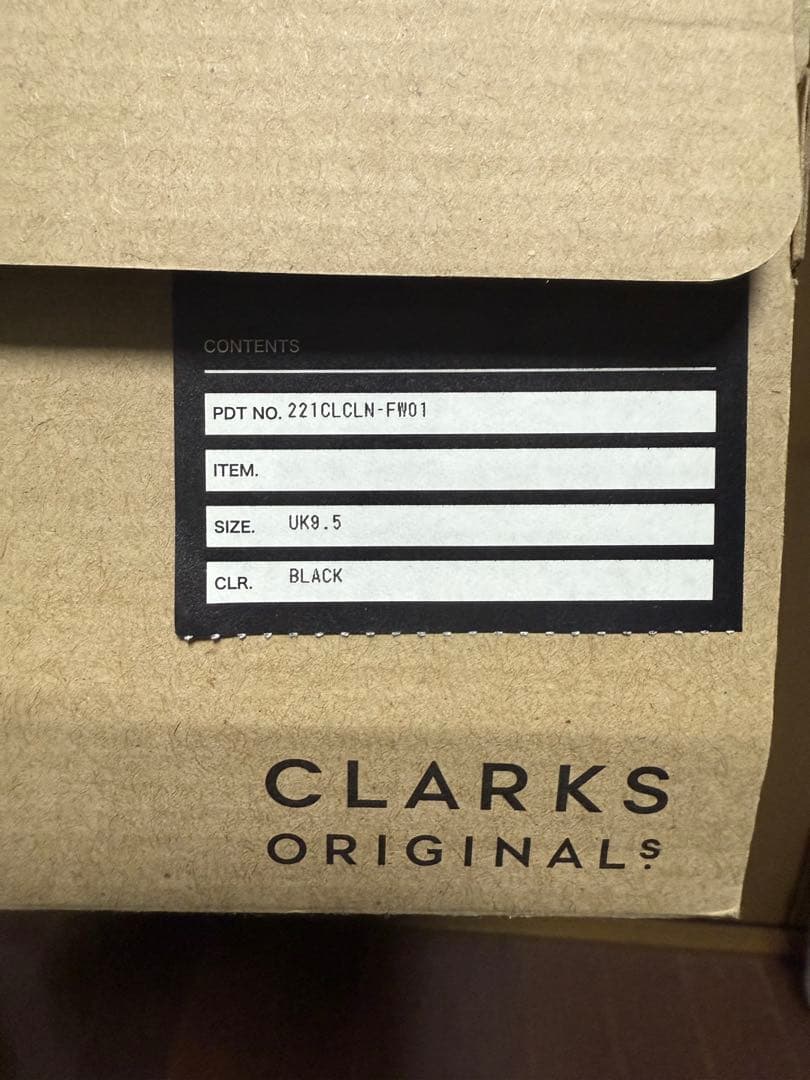 CONTENTS
PDT NO. 221CLCLN-FW01
ITEM.
SIZE. UK9.5
CLR. BLACK
CLARKS
ORIGINALS.